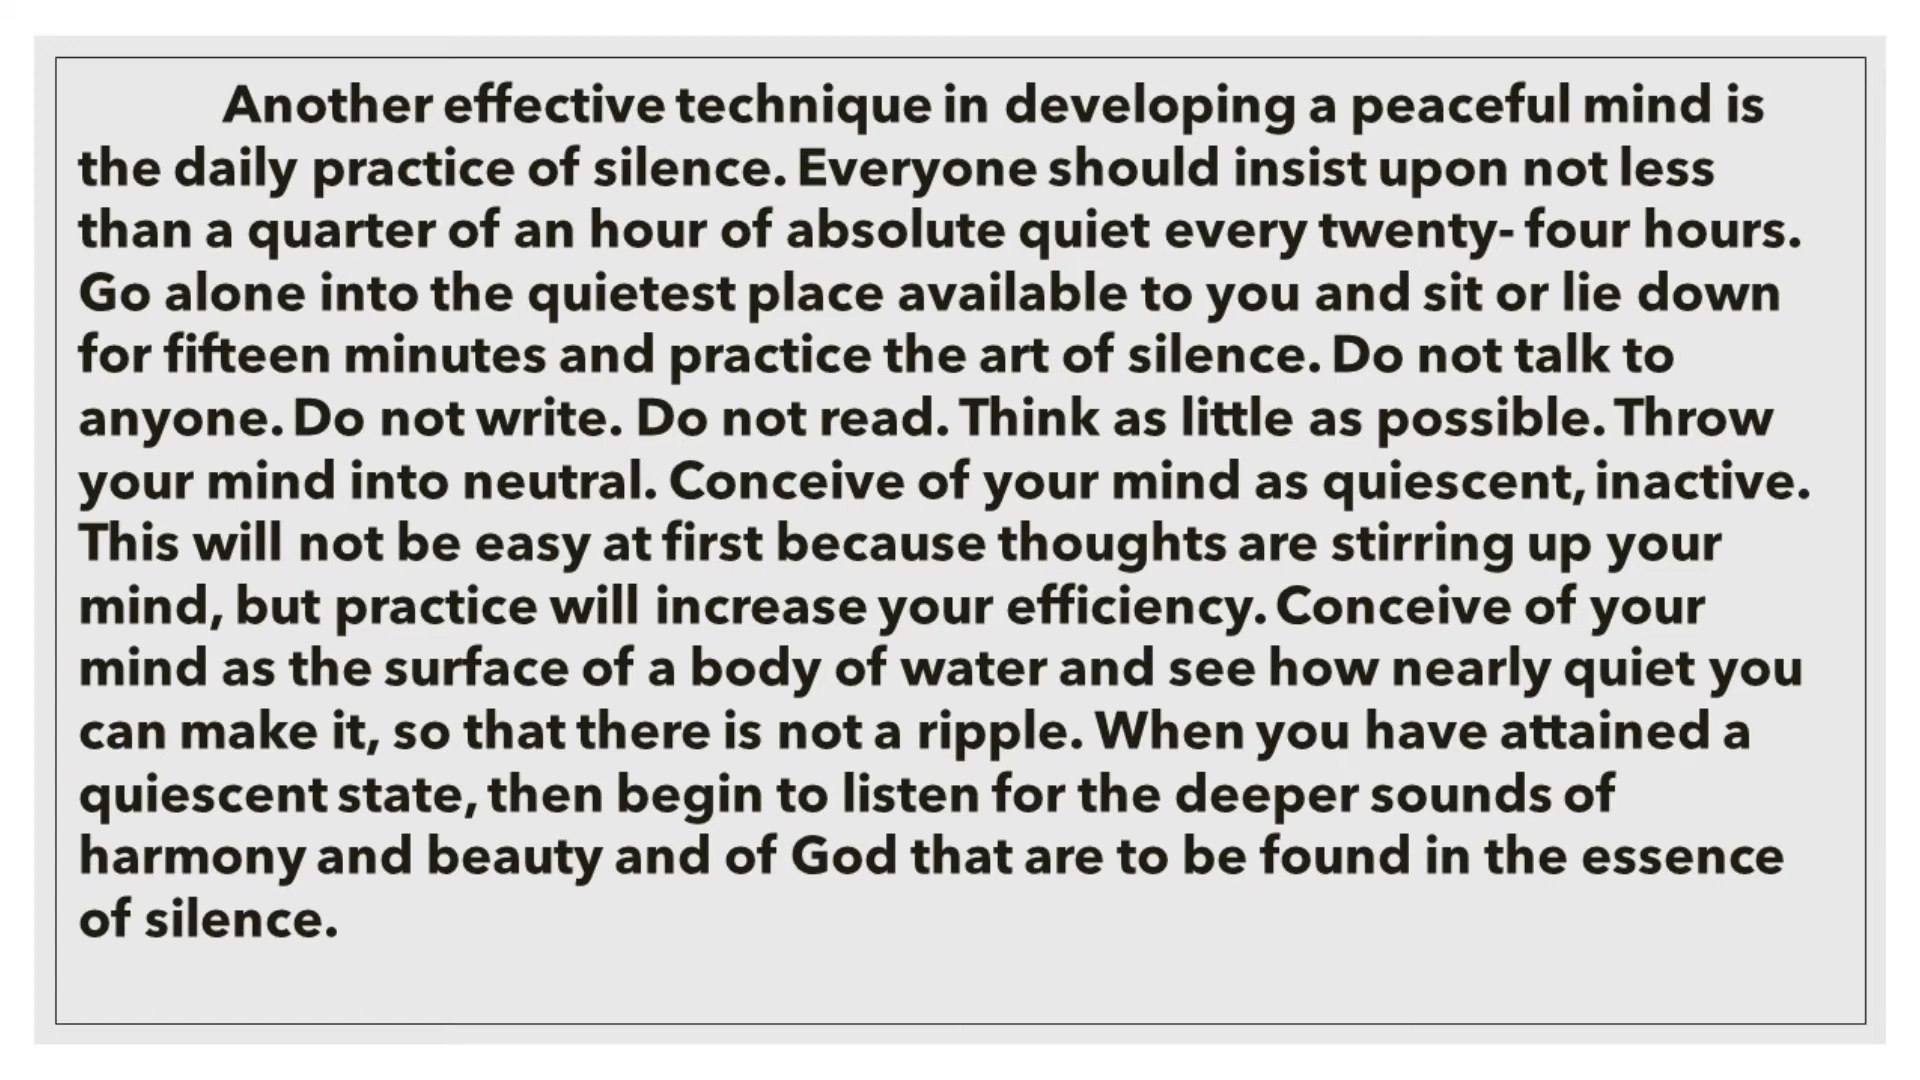 Another effective technique in developing a peaceful mind is
the daily practice of silence. Everyone should insist upon not less
than a quarter of an hour of absolute quiet every twenty- four hours.
Go alone into the quietest place available to you and sit or lie down
for fifteen minutes and practice the art of silence. Do not talk to
anyone. Do not write. Do not read. Think as little as possible. Throw
your mind into neutral. Conceive of your mind as quiescent, inactive.
This will not be easy at first because thoughts are stirring up your
mind, but practice will increase your efficiency. Conceive of your
mind as the surface of a body of water and see how nearly quiet you
can make it, so that there is not a ripple. When you have attained a
quiescent state, then begin to listen for the deeper sounds of
harmony and beauty and of God that are to be found in the essence
of silence.